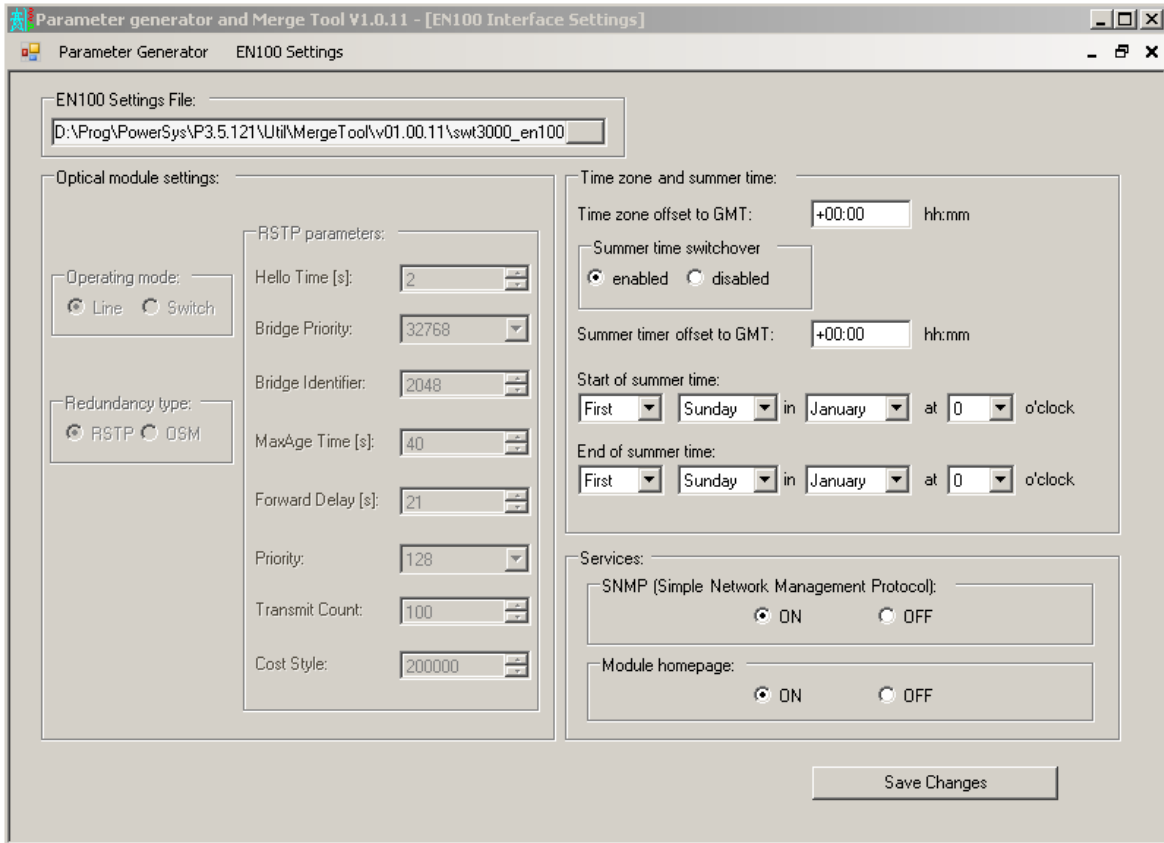 Parameter generator and Merge Tool V1.0.11 - [EN100 Interface Settings]
Parameter Generator EN100 Settings
EN100 Settings File:
D:\Prog\PowerSys\P3.5.121\Util\MergeTool\v01.00.11\swt3000_en100
Optical module settings:
Operating mode:
Line Switch
Redundancy type:
RSTP OSM
RSTP parameters:
Hello Time [s]: 2
Bridge Priority: 32768
Bridge Identifier: 2048
MaxAge Time [s]: 40
Forward Delay [s]: 21
Priority: 128
Transmit Count: 100
Cost Style: 200000
Time zone and summer time:
Time zone offset to GMT: +00:00 hh:mm
Summer time switchover
enabled disabled
Summer timer offset to GMT: +00:00 hh:mm
Start of summer time:
First Sunday in January at 0 o'clock
End of summer time:
First Sunday in January at 0 o'clock
Services:
SNMP (Simple Network Management Protocol):
ON OFF
Module homepage:
ON OFF
Save Changes